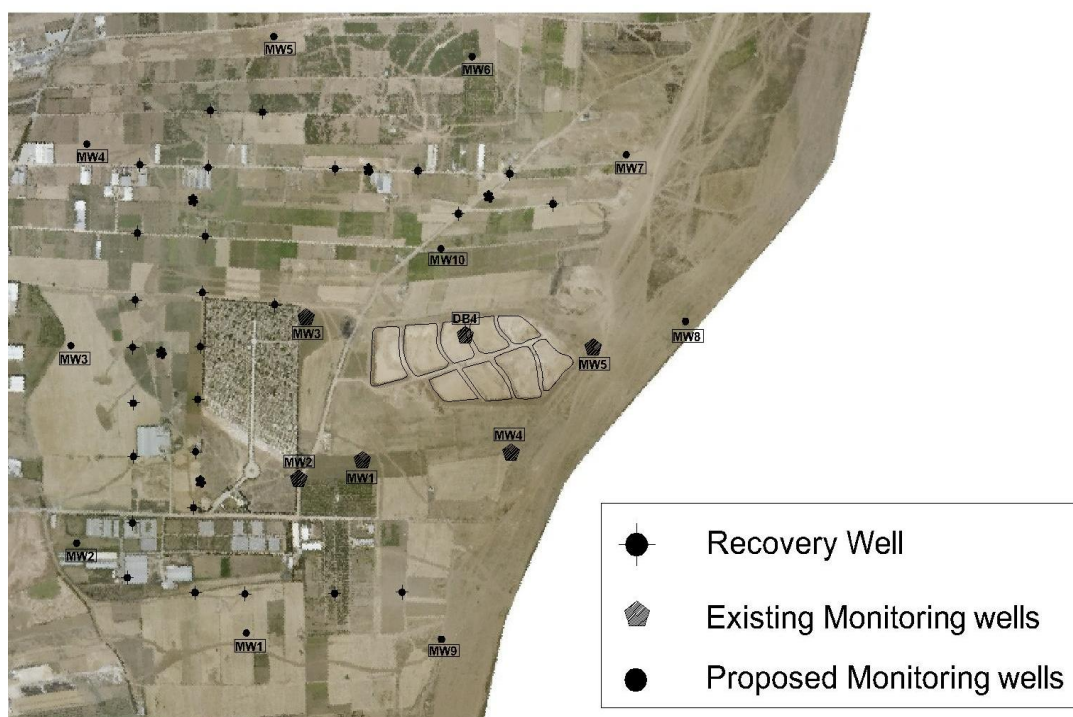 MW5
MW6
MW4
MW7
MW10
DB4
MW3
MW8
MW3
MW5
MW4
MW2
MW1
MW2
MW1
MW9
Recovery Well
Existing Monitoring wells
Proposed Monitoring wells